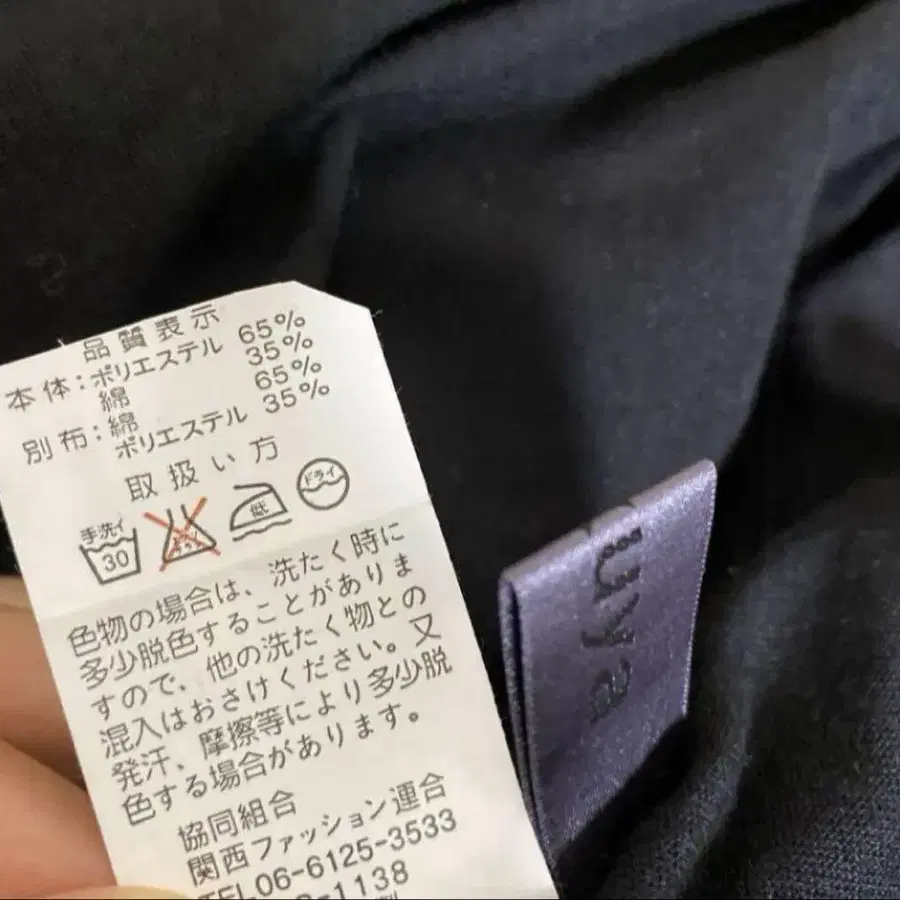 品質表示
本体:ポリエステル 65%
綿 35%
別布:綿 65%
ポリエステル 35%
取扱い方
手洗イ
30
低
ドライ
色物の場合は、洗たく時に
多少脱色することがありま
すので、他の洗たく物との
混入はおさけください。又
発汗、摩擦等により多少脱
色する場合があります。
協同組合
関西ファッション連合
TEL06-6125-3533
-1138
üya